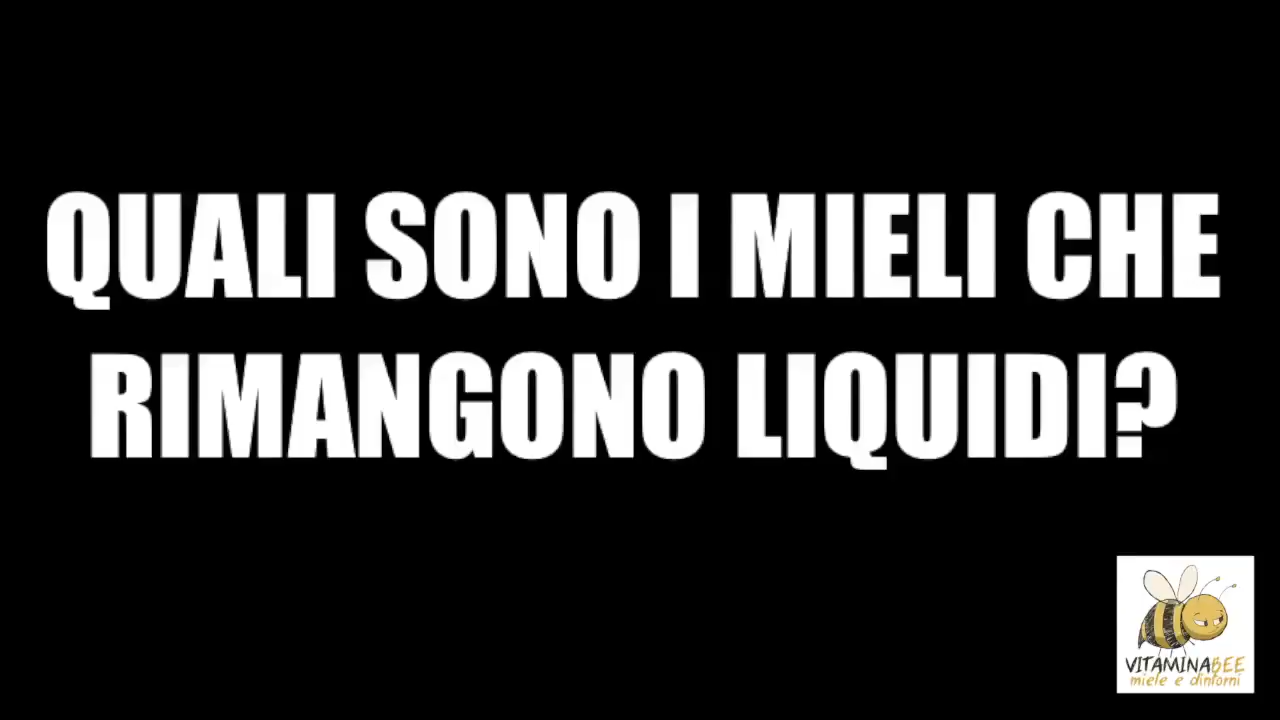 QUALI SONO I MIELI CHE
RIMANGONO LIQUIDI?
VITAMINABEE
miele e dintorni